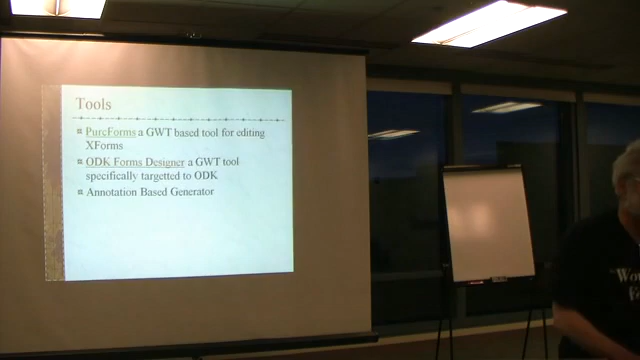 Tools
PurcForms a GWT based tool for editing
XForms
ODK Forms Designer a GWT tool
specifically targetted to ODK
Annotation Based Generator